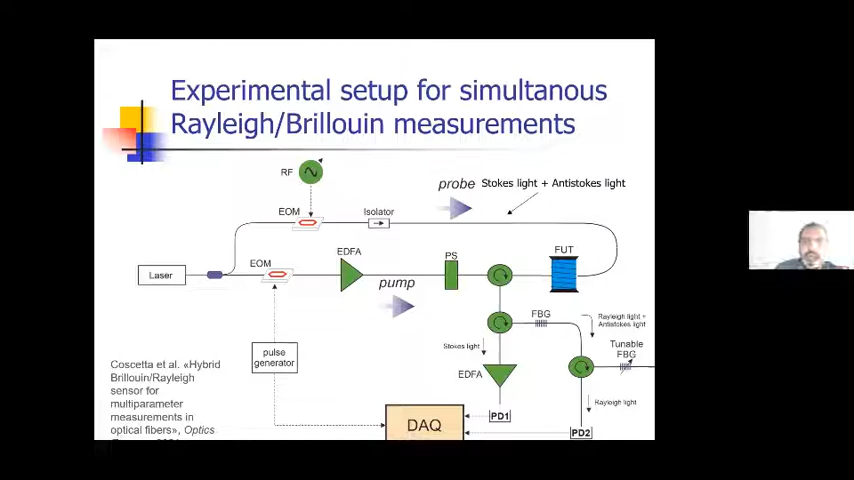 Experimental setup for simultanous
Rayleigh/Brillouin measurements
RF
probe Stokes light + Antistokes light
EOM
Isolator
EDFA
PS
FUT
Laser
EOM
pump
FBG
Rayleigh light +
Antistokes light
Tunable
FBG
Stokes light
pulse
generator
EDFA
Rayleigh light
Coscetta et al. «Hybrid
Brillouin/Rayleigh
sensor for
multiparameter
measurements in
optical fibers», Optics
DAQ
PD1
PD2